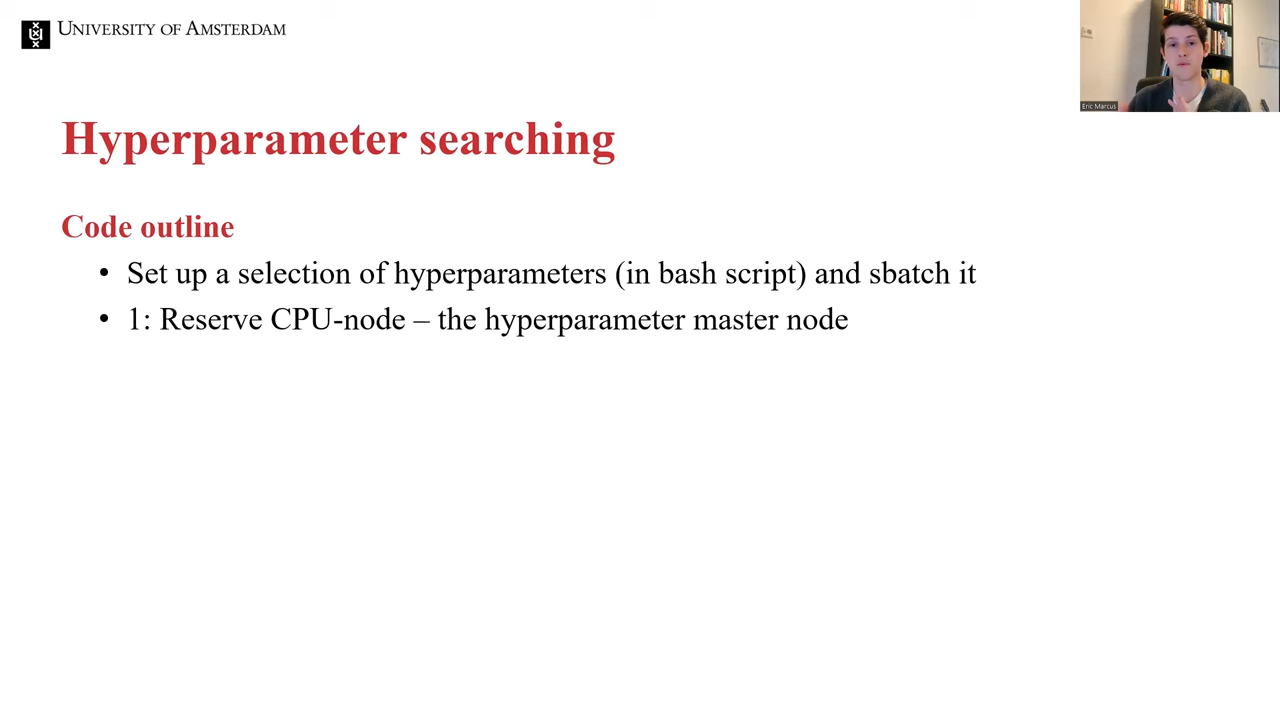 UNIVERSITY OF AMSTERDAM
Eric Marcus
Hyperparameter searching
Code outline
• Set up a selection of hyperparameters (in bash script) and sbatch it
• 1: Reserve CPU-node – the hyperparameter master node